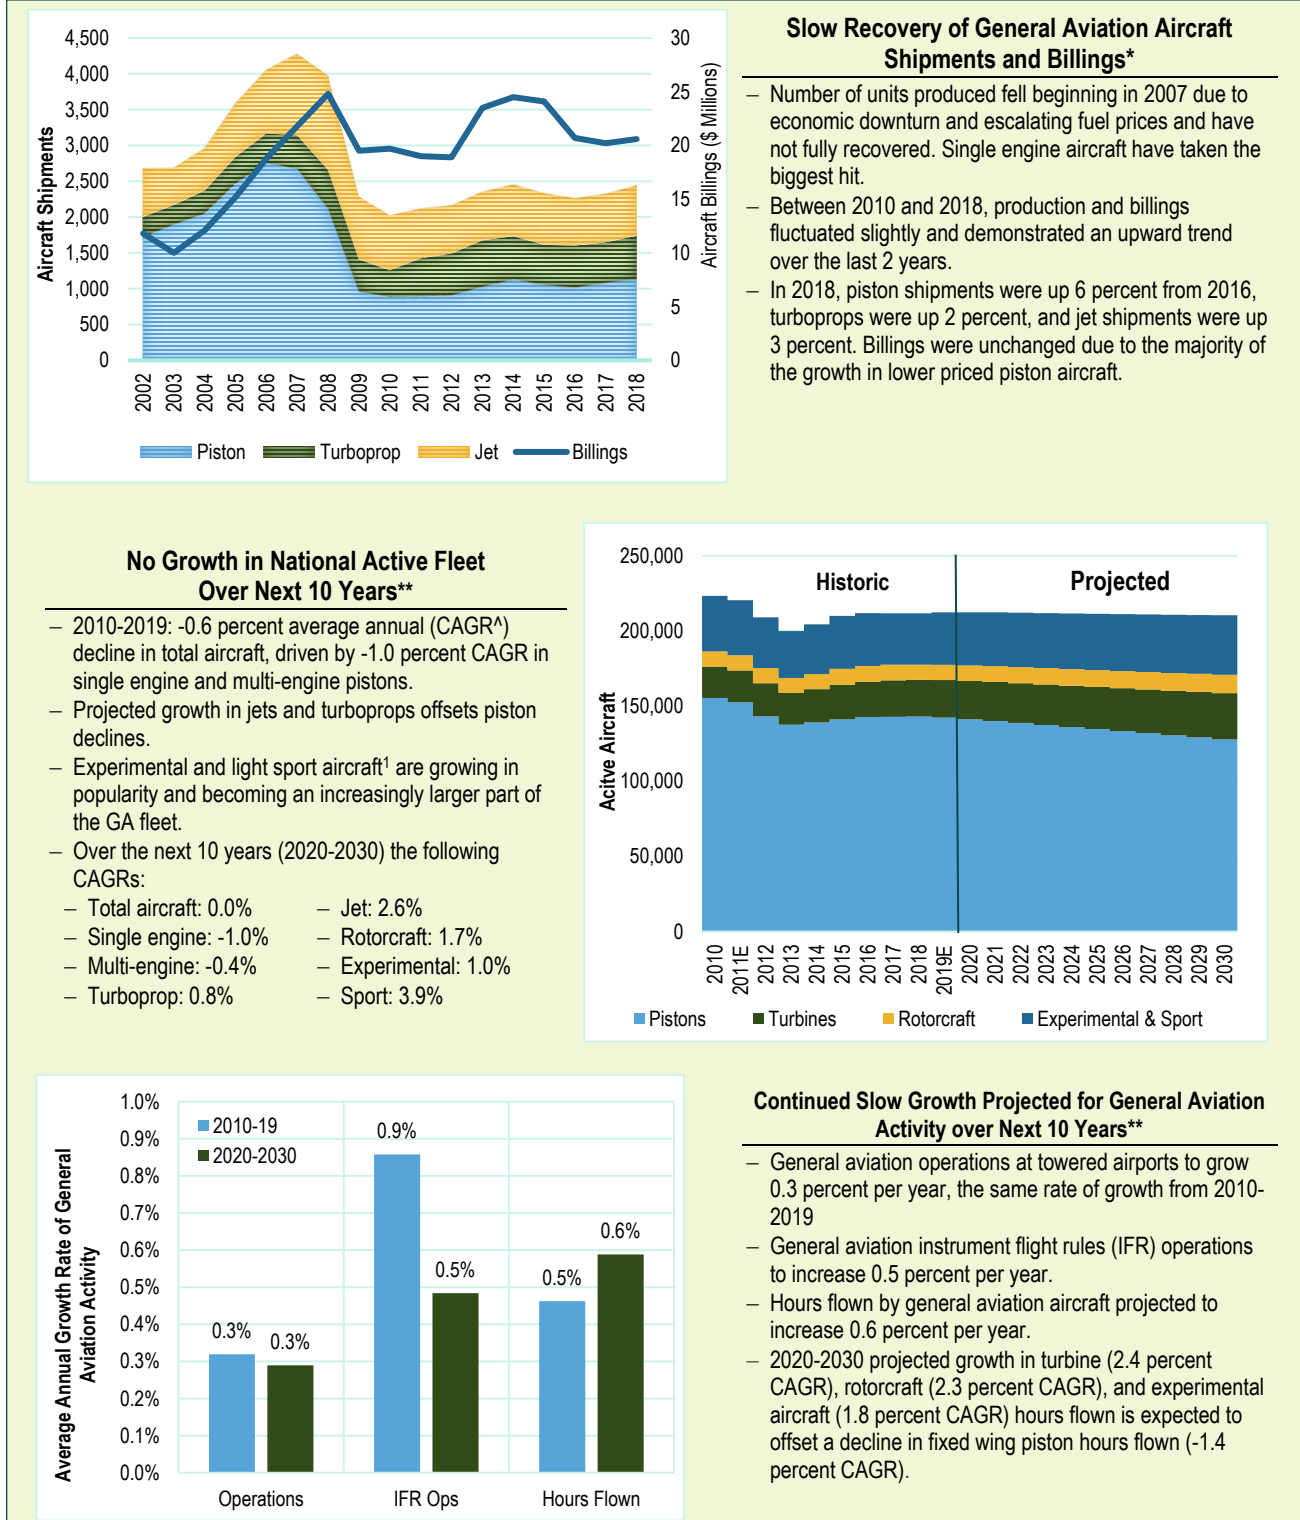 4,500
4,000
3,500
3,000
2,500
2,000
1,500
1,000
500
0
Aircraft Shipments
30
25
20
15
10
5
0
Aircraft Billings ($ Millions)
2002
2003
2004
2005
2006
2007
2008
2009
2010
2011
2012
2013
2014
2015
2016
2017
2018
Piston
Turboprop
Jet
Billings
Slow Recovery of General Aviation Aircraft
Shipments and Billings*
– Number of units produced fell beginning in 2007 due to
economic downturn and escalating fuel prices and have
not fully recovered. Single engine aircraft have taken the
biggest hit.
– Between 2010 and 2018, production and billings
fluctuated slightly and demonstrated an upward trend
over the last 2 years.
– In 2018, piston shipments were up 6 percent from 2016,
turboprops were up 2 percent, and jet shipments were up
3 percent. Billings were unchanged due to the majority of
the growth in lower priced piston aircraft.
No Growth in National Active Fleet
Over Next 10 Years**
– 2010-2019: -0.6 percent average annual (CAGR^)
decline in total aircraft, driven by -1.0 percent CAGR in
single engine and multi-engine pistons.
– Projected growth in jets and turboprops offsets piston
declines.
– Experimental and light sport aircraft¹ are growing in
popularity and becoming an increasingly larger part of
the GA fleet.
– Over the next 10 years (2020-2030) the following
CAGRs:
– Total aircraft: 0.0%
– Single engine: -1.0%
– Multi-engine: -0.4%
– Turboprop: 0.8%
– Jet: 2.6%
– Rotorcraft: 1.7%
– Experimental: 1.0%
– Sport: 3.9%
250,000
200,000
150,000
100,000
50,000
0
Acitve Aircraft
Historic
Projected
2010
2011E
2012
2013
2014
2015
2016
2017
2018
2019E
2020
2021
2022
2023
2024
2025
2026
2027
2028
2029
2030
Pistons
Turbines
Rotorcraft
Experimental & Sport
1.0%
0.9%
0.8%
0.7%
0.6%
0.5%
0.4%
0.3%
0.2%
0.1%
0.0%
Average Annual Growth Rate of General
Aviation Activity
2010-19
2020-2030
0.3%
0.3%
0.9%
0.5%
0.5%
0.6%
Operations
IFR Ops
Hours Flown
Continued Slow Growth Projected for General Aviation
Activity over Next 10 Years**
– General aviation operations at towered airports to grow
0.3 percent per year, the same rate of growth from 2010-
2019
– General aviation instrument flight rules (IFR) operations
to increase 0.5 percent per year.
– Hours flown by general aviation aircraft projected to
increase 0.6 percent per year.
– 2020-2030 projected growth in turbine (2.4 percent
CAGR), rotorcraft (2.3 percent CAGR), and experimental
aircraft (1.8 percent CAGR) hours flown is expected to
offset a decline in fixed wing piston hours flown (-1.4
percent CAGR).